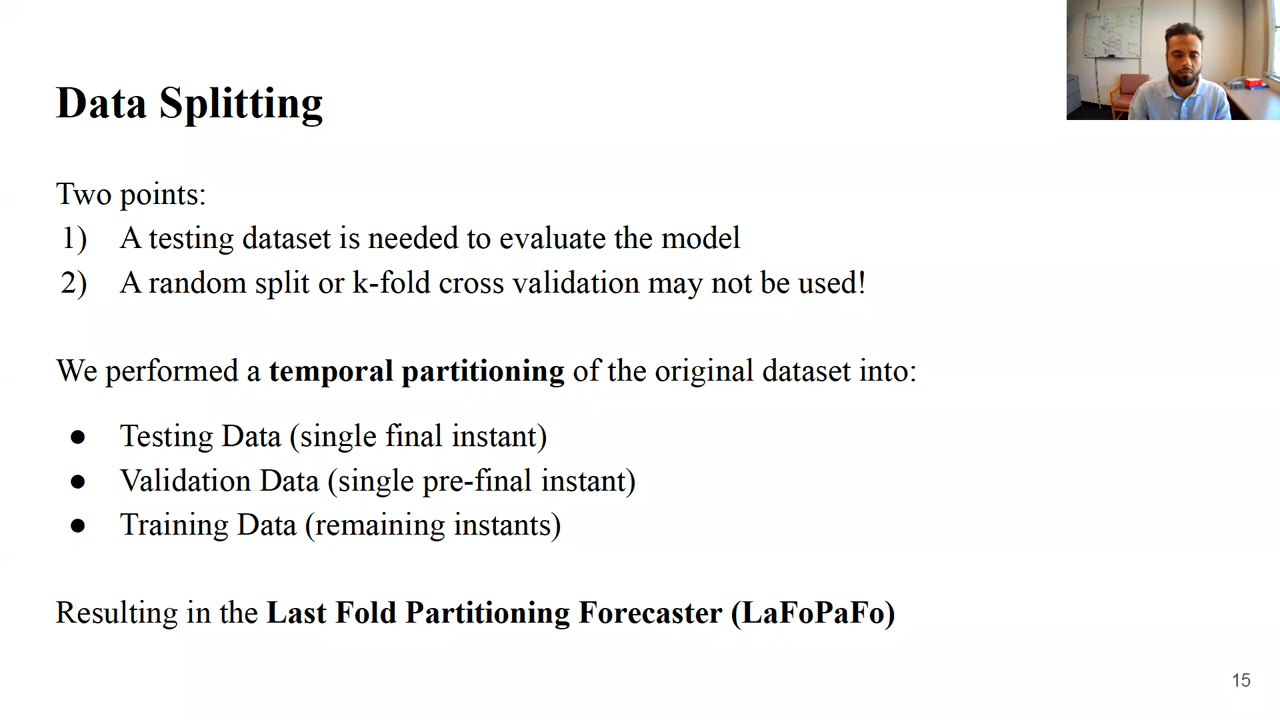 Data Splitting
Two points:
1) A testing dataset is needed to evaluate the model
2) A random split or k-fold cross validation may not be used!
We performed a temporal partitioning of the original dataset into:
● Testing Data (single final instant)
● Validation Data (single pre-final instant)
● Training Data (remaining instants)
Resulting in the Last Fold Partitioning Forecaster (LaFoPaFo)
15